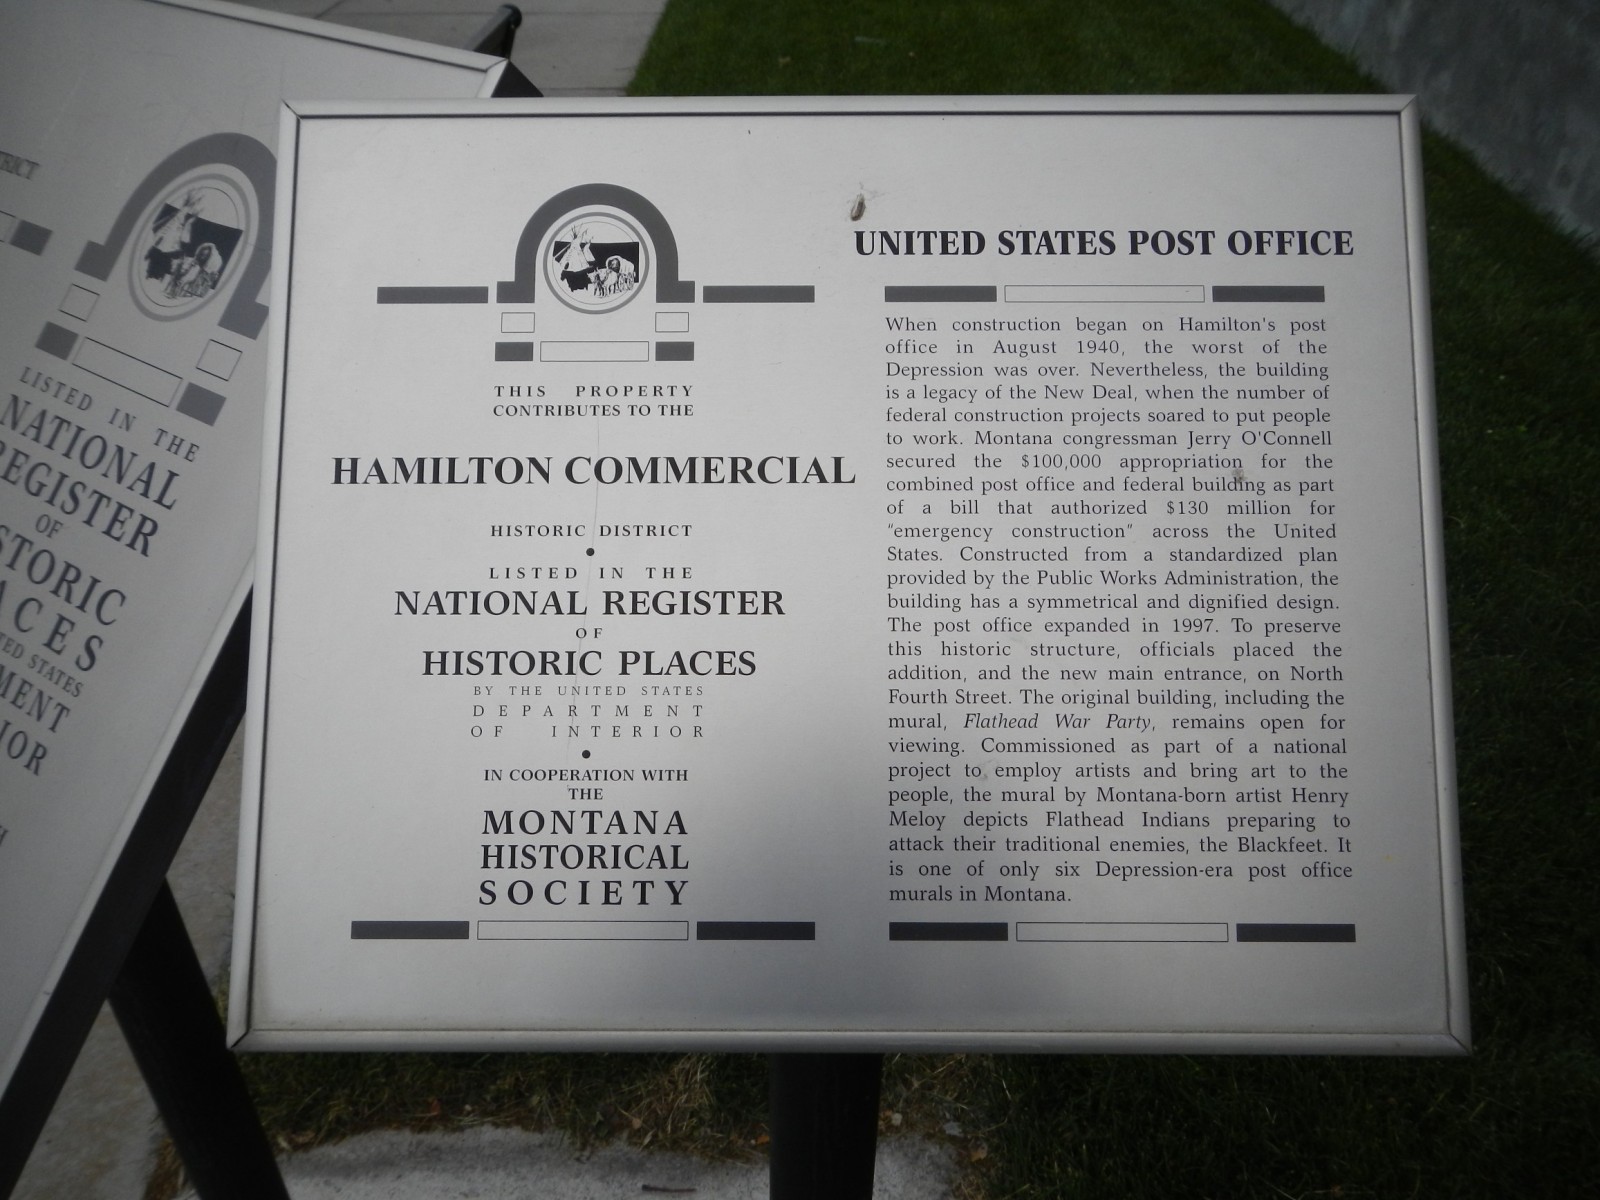 TRICT
LISTED IN THE
NATIONAL
REGISTER
OF
STORIC
ACES
TED STATES
MENT
IOR
THIS PROPERTY
CONTRIBUTES TO THE
HAMILTON COMMERCIAL
HISTORIC DISTRICT
LISTED IN THE
NATIONAL REGISTER
OF
HISTORIC PLACES
BY THE UNITED STATES
DEPARTMENT
OF INTERIOR
IN COOPERATION WITH
THE
MONTANA
HISTORICAL
SOCIETY
UNITED STATES POST OFFICE
When construction began on Hamilton's post
office in August 1940, the worst of the
Depression was over. Nevertheless, the building
is a legacy of the New Deal, when the number of
federal construction projects soared to put people
to work. Montana congressman Jerry O'Connell
secured the $100,000 appropriation for the
combined post office and federal building as part
of a bill that authorized $130 million for
“emergency construction” across the United
States. Constructed from a standardized plan
provided by the Public Works Administration, the
building has a symmetrical and dignified design.
The post office expanded in 1997. To preserve
this historic structure, officials placed the
addition, and the new main entrance, on North
Fourth Street. The original building, including the
mural, Flathead War Party, remains open for
viewing. Commissioned as part of a national
project to employ artists and bring art to the
people, the mural by Montana-born artist Henry
Meloy depicts Flathead Indians preparing to
attack their traditional enemies, the Blackfeet. It
is one of only six Depression-era post office
murals in Montana.